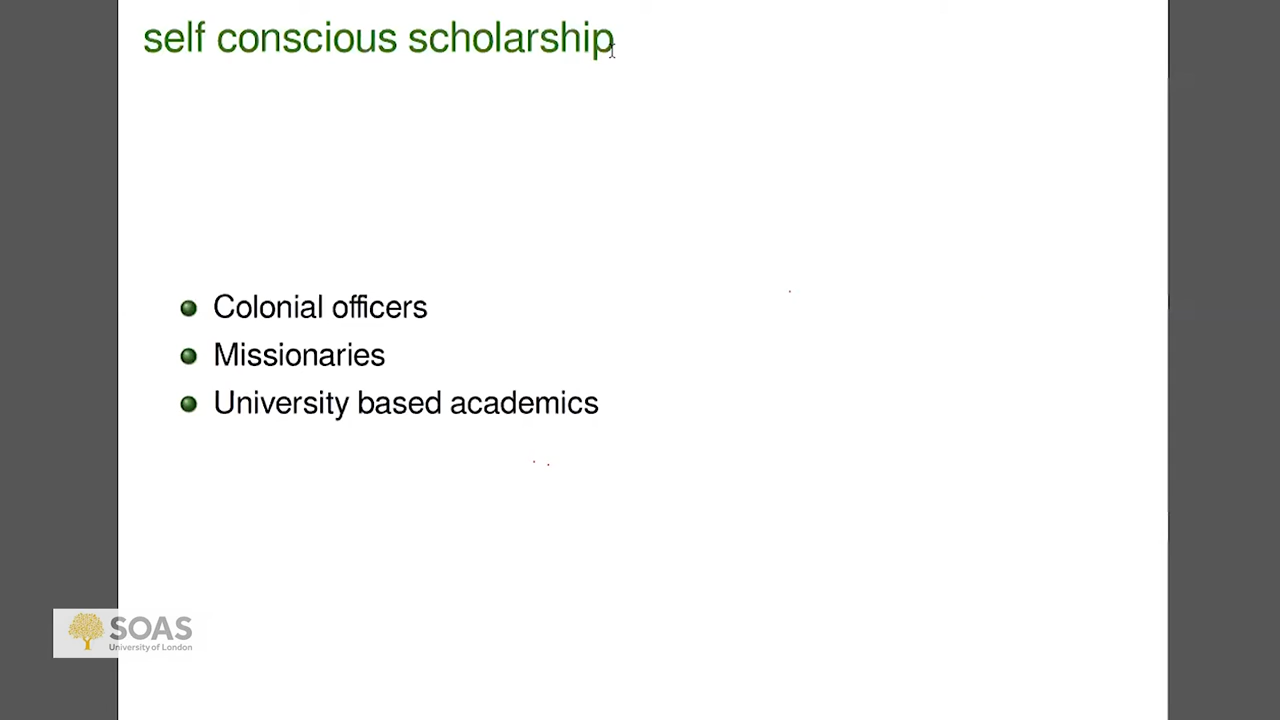 self conscious scholarship
Colonial officers
Missionaries
University based academics
SOAS
University of London